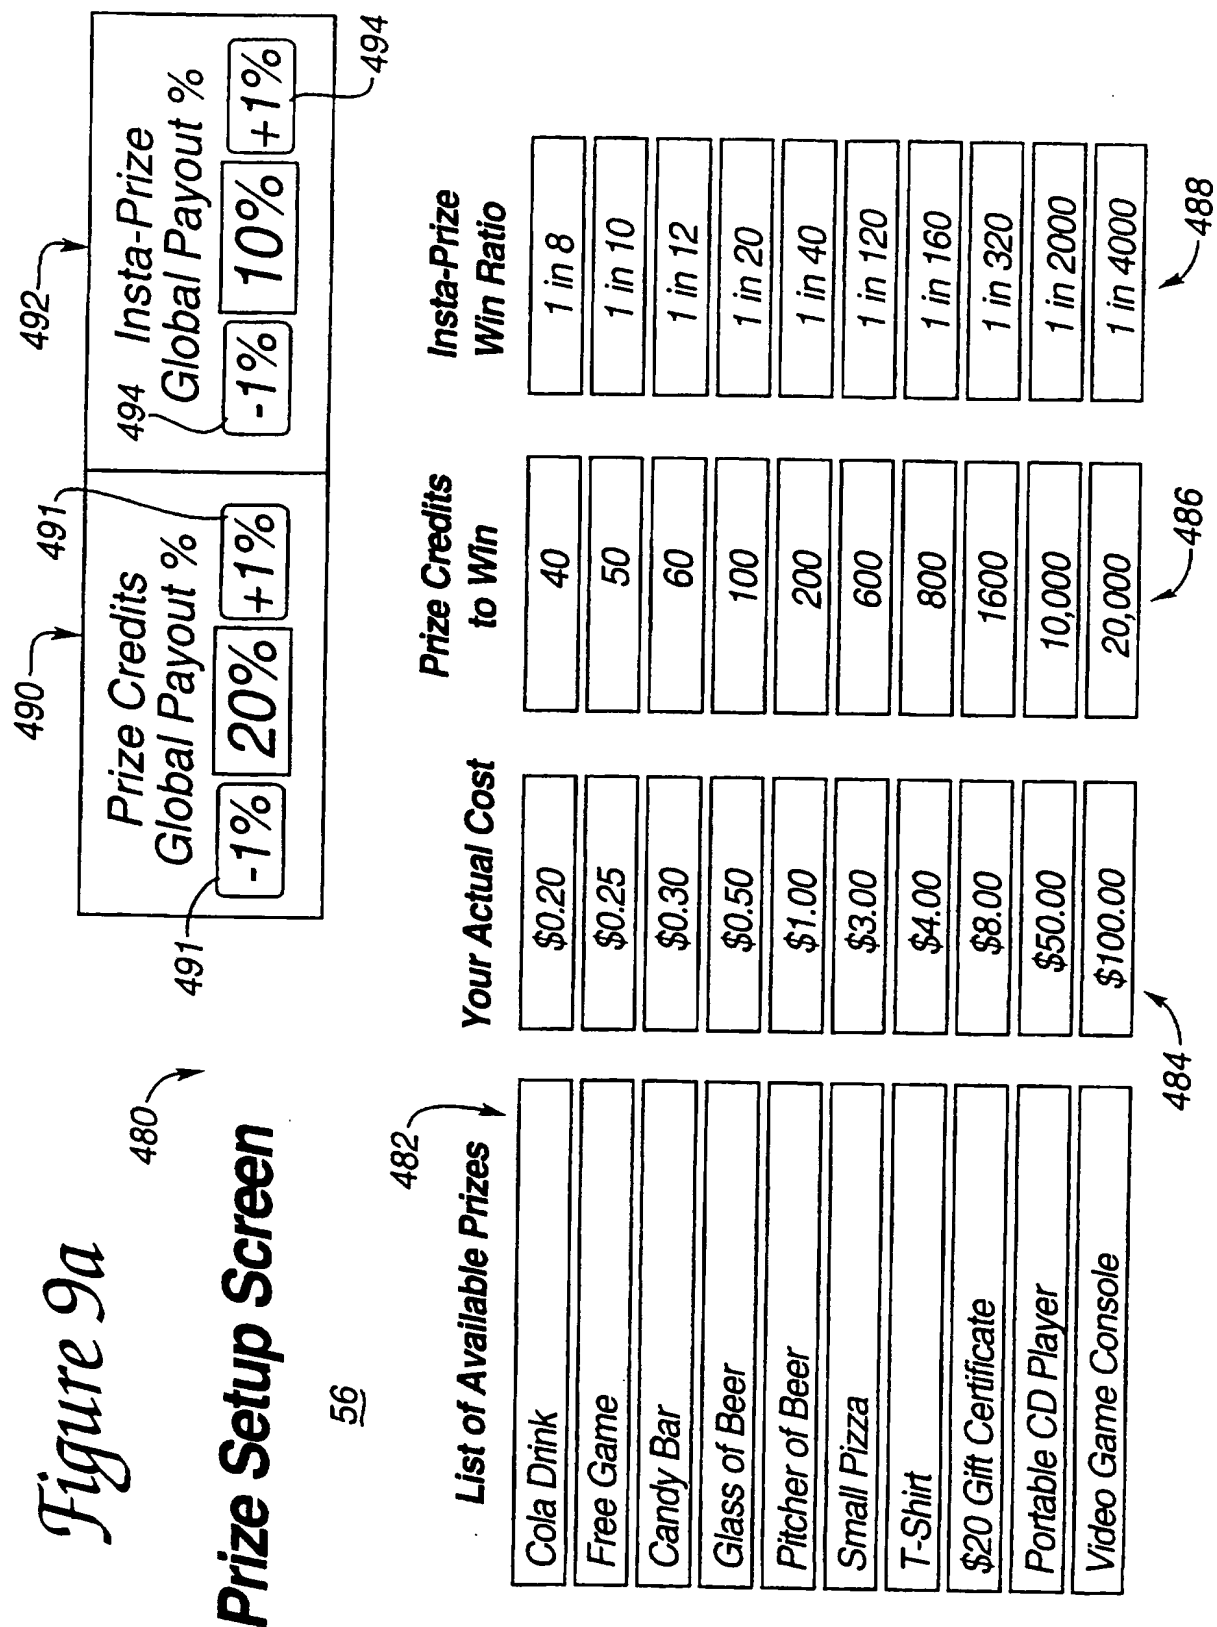 Figure 9a
480
Prize Setup Screen
56
490
492
Prize Credits
Global Payout %
-1% 20% +1%
491
491
Insta-Prize
Global Payout %
-1% 10% +1%
494
494
482
List of Available Prizes
Your Actual Cost
Prize Credits
to Win
Insta-Prize
Win Ratio
Cola Drink $0.20 40 1 in 8
Free Game $0.25 50 1 in 10
Candy Bar $0.30 60 1 in 12
Glass of Beer $0.50 100 1 in 20
Pitcher of Beer $1.00 200 1 in 40
Small Pizza $3.00 600 1 in 120
T-Shirt $4.00 800 1 in 160
$20 Gift Certificate $8.00 1600 1 in 320
Portable CD Player $50.00 10,000 1 in 2000
Video Game Console $100.00 20,000 1 in 4000
484
486
488